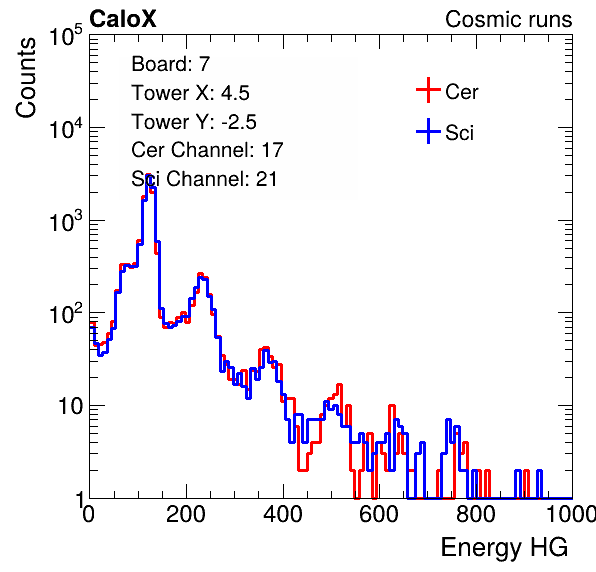 CaloX
Cosmic runs
Counts
10^5
10^4
10^3
10^2
10
1
Board: 7
Tower X: 4.5
Tower Y: -2.5
Cer Channel: 17
Sci Channel: 21
Cer
Sci
0 200 400 600 800 1000
Energy HG